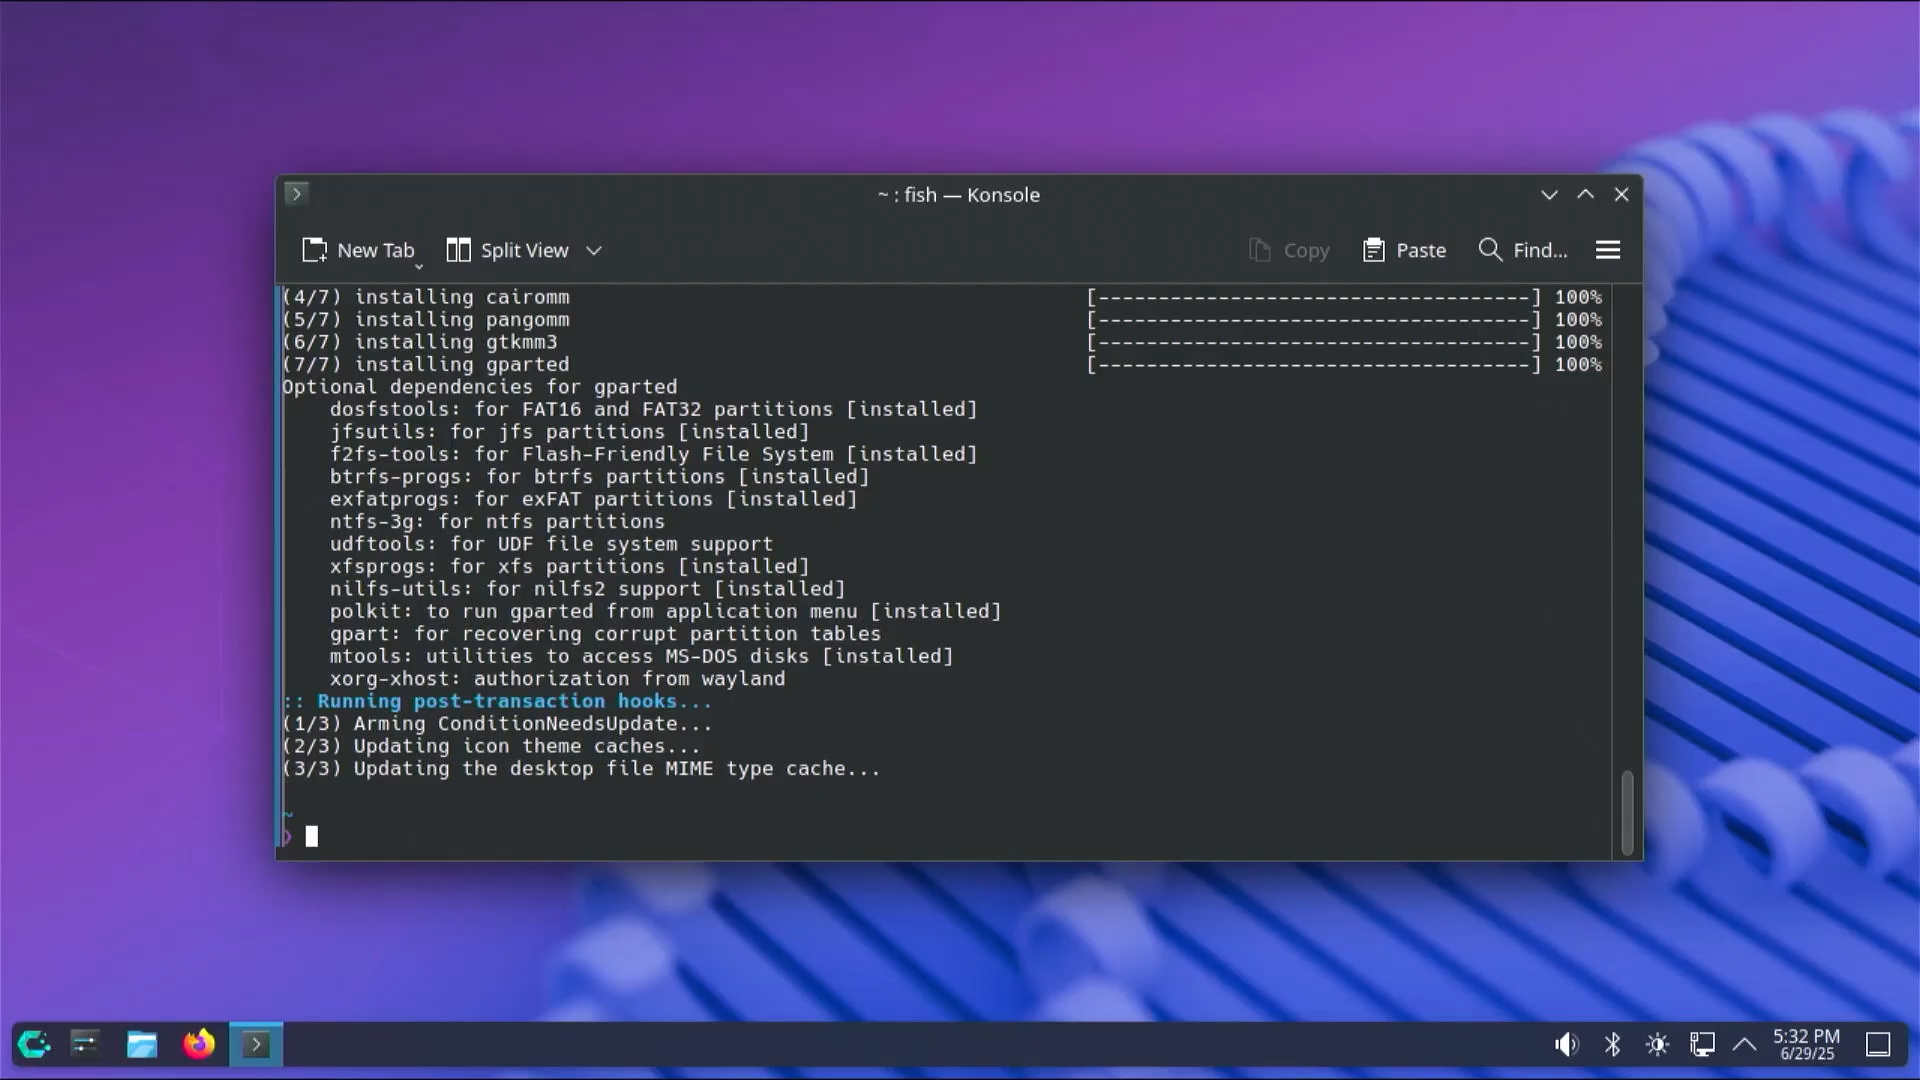 ~ : fish — Konsole
New Tab
Split View
Copy
Paste
Find...
(4/7) installing cairomm [------------------------------------] 100%
(5/7) installing pangomm [------------------------------------] 100%
(6/7) installing gtkmm3 [------------------------------------] 100%
(7/7) installing gparted [------------------------------------] 100%
Optional dependencies for gparted
dosfstools: for FAT16 and FAT32 partitions [installed]
jfsutils: for jfs partitions [installed]
f2fs-tools: for Flash-Friendly File System [installed]
btrfs-progs: for btrfs partitions [installed]
exfatprogs: for exFAT partitions [installed]
ntfs-3g: for ntfs partitions
udftools: for UDF file system support
xfsprogs: for xfs partitions [installed]
nilfs-utils: for nilfs2 support [installed]
polkit: to run gparted from application menu [installed]
gpart: for recovering corrupt partition tables
mtools: utilities to access MS-DOS disks [installed]
xorg-xhost: authorization from wayland
:: Running post-transaction hooks...
(1/3) Arming ConditionNeedsUpdate...
(2/3) Updating icon theme caches...
(3/3) Updating the desktop file MIME type cache...
~
❯
5:32 PM
6/29/25